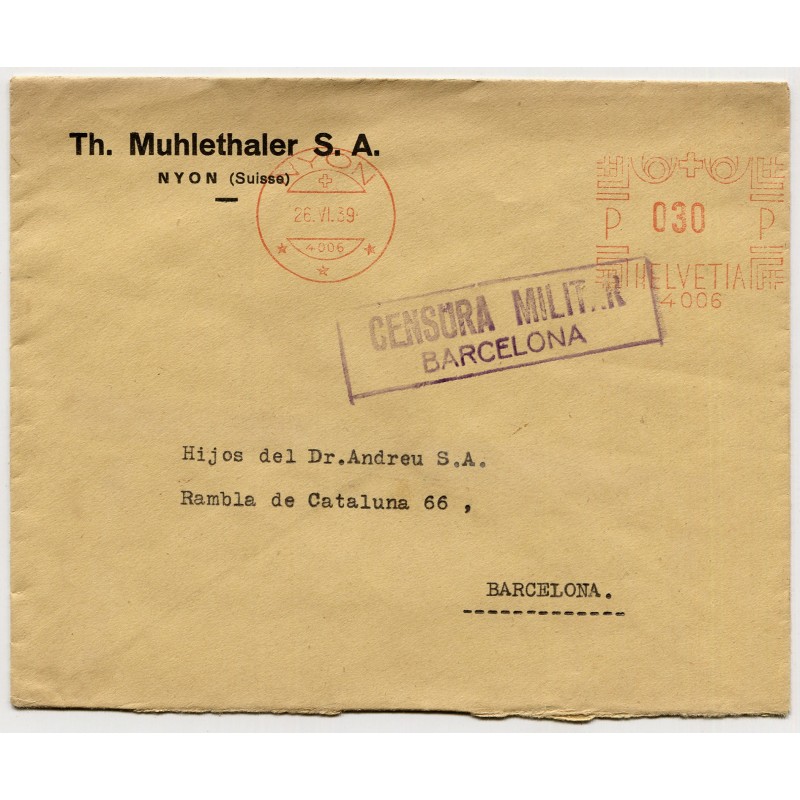 Th. Muhlethaler S. A.
NYON (Suisse)
NYON
26.VI.39
4006
P 030 P
HELVETIA
4006
CENSURA MILIT..R
BARCELONA
Hijos del Dr.Andreu S.A.
Rambla de Cataluna 66 ,
BARCELONA.